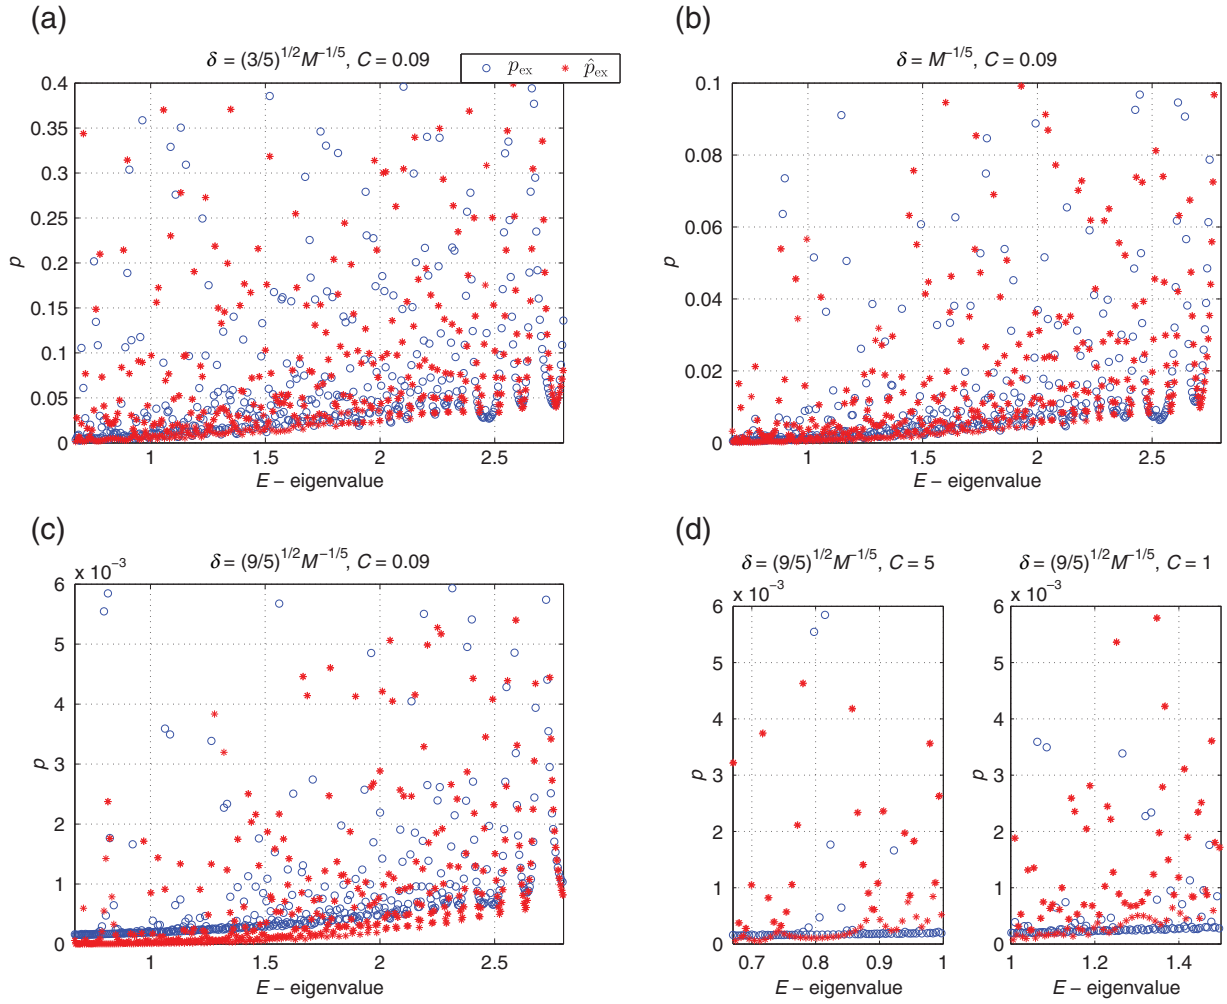 (a)
δ = (3/5)^{1/2}M^{−1/5}, C = 0.09
p_ex p̂_ex
0.4
0.35
0.3
0.25
0.2
0.15
0.1
0.05
0
p
1 1.5 2 2.5
E − eigenvalue
(b)
δ = M^{−1/5}, C = 0.09
0.1
0.08
0.06
0.04
0.02
0
p
1 1.5 2 2.5
E − eigenvalue
(c)
δ = (9/5)^{1/2}M^{−1/5}, C = 0.09
x 10^{−3}
6
5
4
3
2
1
0
p
1 1.5 2 2.5
E − eigenvalue
(d)
δ = (9/5)^{1/2}M^{−1/5}, C = 5
x 10^{−3}
6
5
4
3
2
1
0
p
0.7 0.8 0.9 1
E − eigenvalue
δ = (9/5)^{1/2}M^{−1/5}, C = 1
x 10^{−3}
6
5
4
3
2
1
0
p
1 1.2 1.4
E − eigenvalue